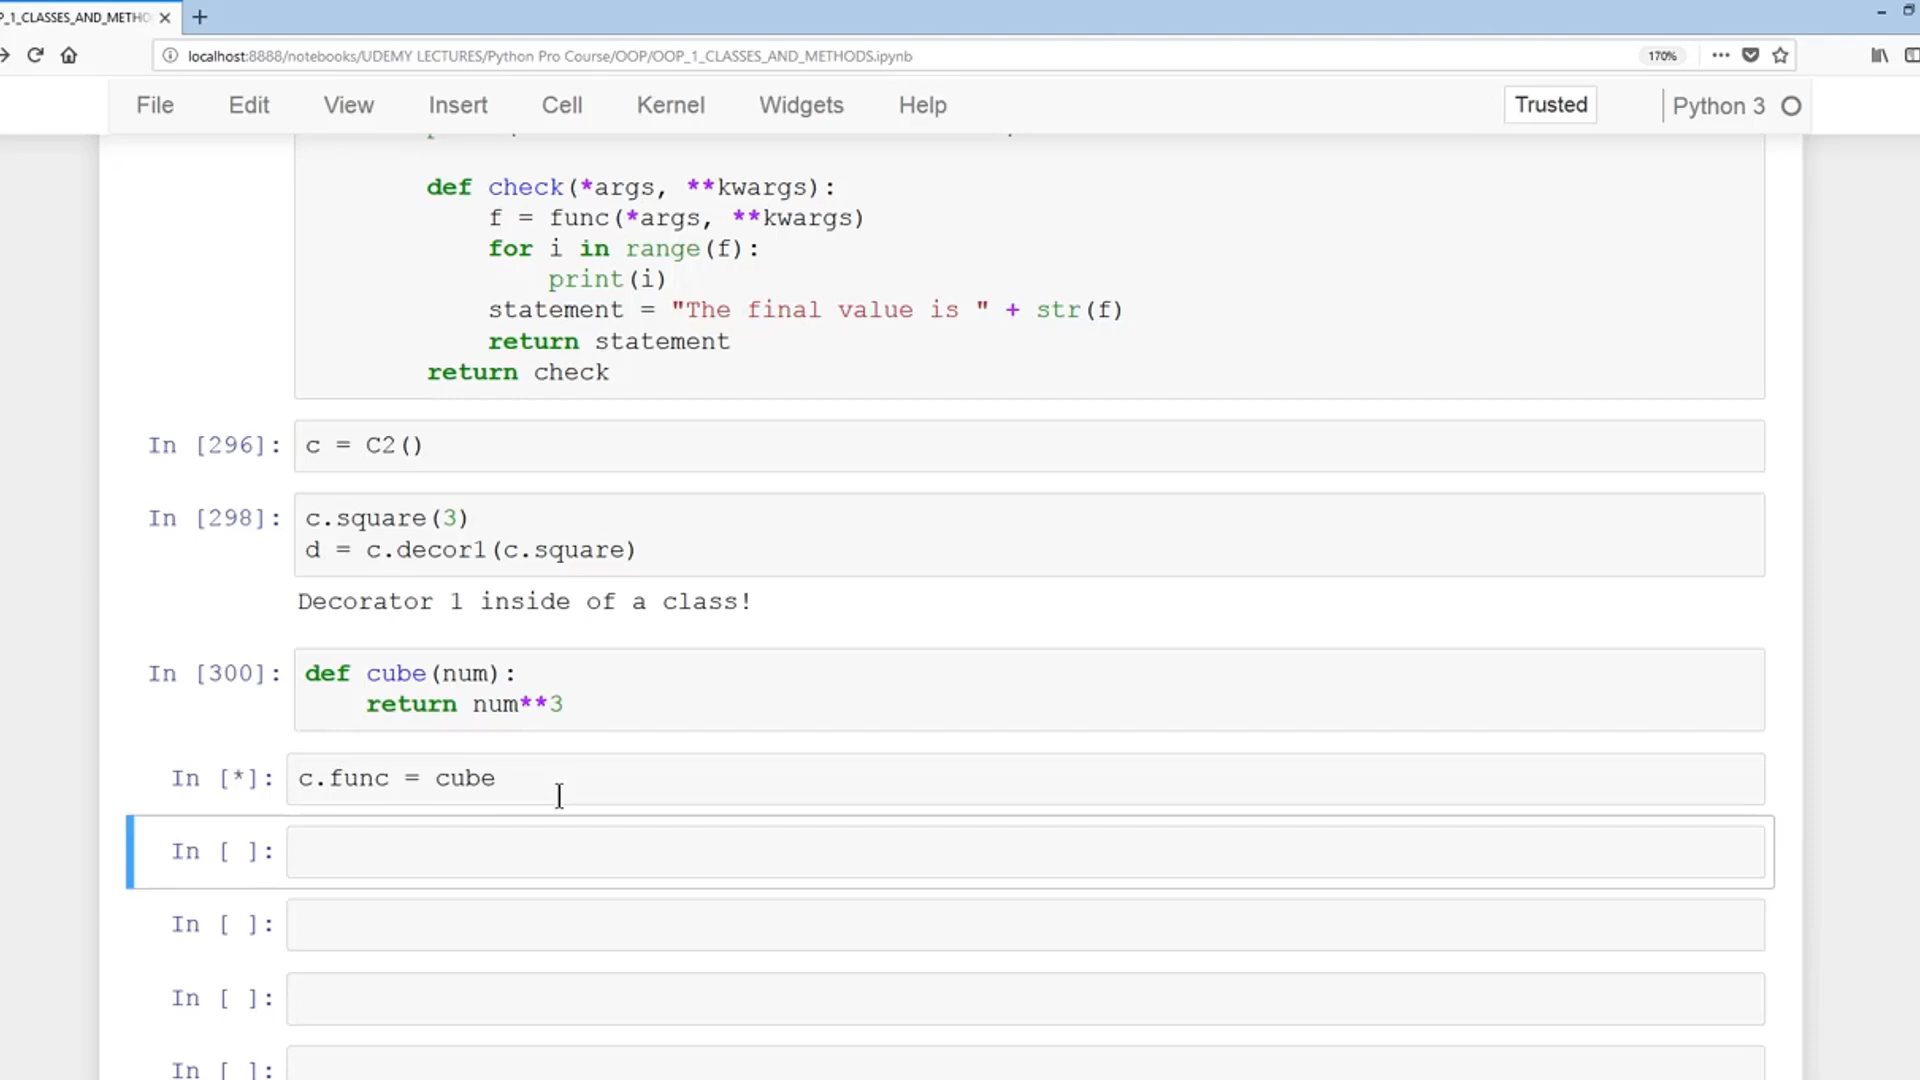 P_1_CLASSES_AND_METHO
localhost:8888/notebooks/UDEMY LECTURES/Python Pro Course/OOP/OOP_1_CLASSES_AND_METHODS.ipynb
170%
File Edit View Insert Cell Kernel Widgets Help Trusted Python 3
def check(*args, **kwargs):
f = func(*args, **kwargs)
for i in range(f):
print(i)
statement = "The final value is " + str(f)
return statement
return check
In [296]: c = C2()
In [298]: c.square(3)
d = c.decor1(c.square)
Decorator 1 inside of a class!
In [300]: def cube(num):
return num**3
In [*]: c.func = cube
In [ ]:
In [ ]:
In [ ]:
In [ ]: